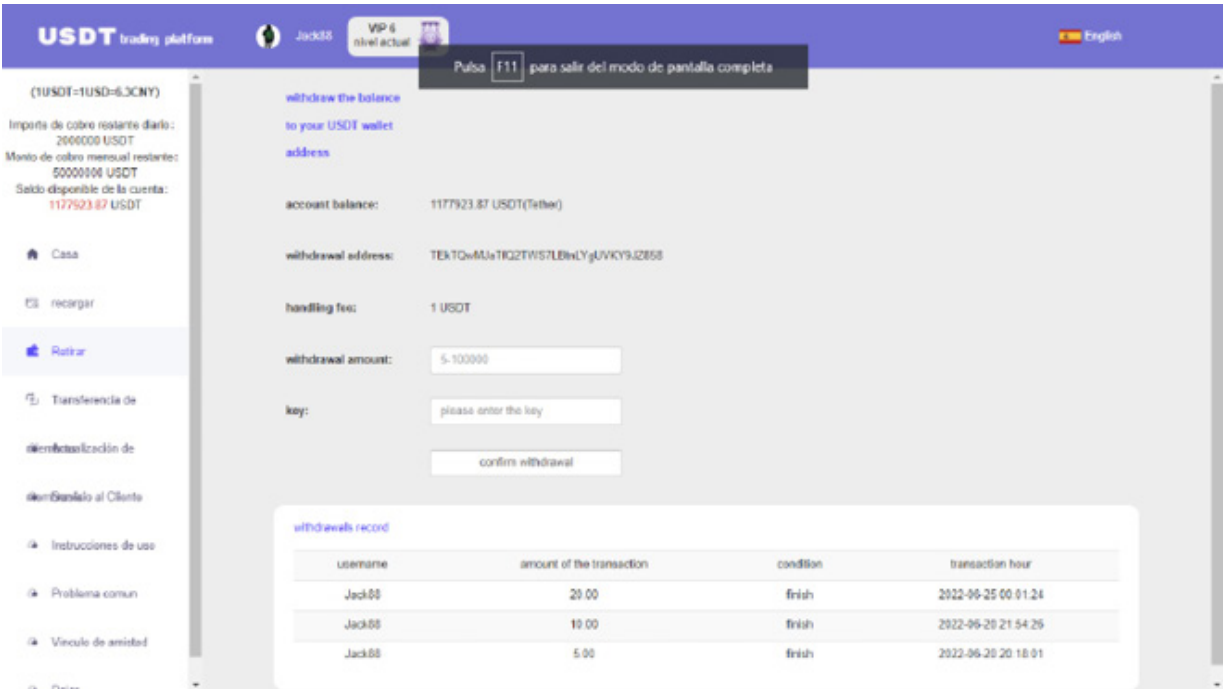 USDT trading platform
Jack88
VIP 6
nivel actual
English
Pulsa F11 para salir del modo de pantalla completa
(1USDT=1USD=6.3CNY)
Importe de cobro restante diario:
2000000 USDT
Monto de cobro mensual restante:
50000000 USDT
Saldo disponible de la cuenta:
1177923.87 USDT
Casa
recargar
Retirar
Transferencia de
Actualización de
al Cliente
Instrucciones de uso
Problema comun
Vinculo de amistad
withdraw the balance
to your USDT wallet
address
account balance: 1177923.87 USDT(Tether)
withdrawal address:
handling fee: 1 USDT
withdrawal amount: 5-100000
key: please enter the key
confirm withdrawal
withdrawals record
username amount of the transaction condition transaction hour
Jack88 20.00 finish 2022-06-25 00:01:24
Jack88 10.00 finish 2022-06-20 21:54:26
Jack88 5.00 finish 2022-06-20 20:18:01